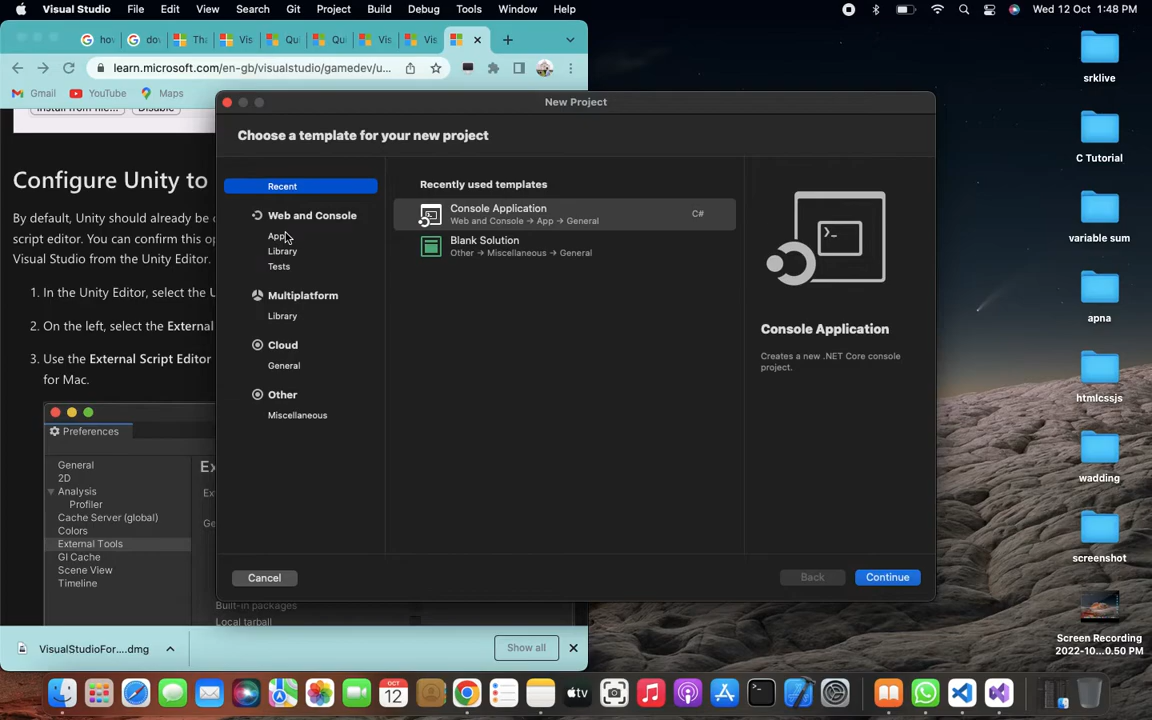 Visual Studio File Edit View Search Git Project Build Debug Tools Window Help Wed 12 Oct 1:48 PM
learn.microsoft.com/en-gb/visualstudio/gamedev/u...
Gmail YouTube Maps
Install from file... Disable
Configure Unity to
By default, Unity should already be
script editor. You can confirm this
Visual Studio from the Unity Editor.
1. In the Unity Editor, select the U
2. On the left, select the External
3. Use the External Script Editor
for Mac.
Preferences
General
2D
Analysis
Profiler
Cache Server (global)
Colors
External Tools
GI Cache
Scene View
Timeline
Built-in packages
Local tarball
New Project
Choose a template for your new project
Recent
Web and Console
App
Library
Tests
Multiplatform
Library
Cloud
General
Other
Miscellaneous
Recently used templates
Console Application
Web and Console → App → General
C#
Blank Solution
Other → Miscellaneous → General
Console Application
Creates a new .NET Core console
project.
Cancel Back Continue
VisualStudioFor....dmg Show all
srklive
C Tutorial
variable sum
apna
htmlcssjs
wadding
screenshot
Screen Recording
2022-10...0.50 PM
OCT
12
tv